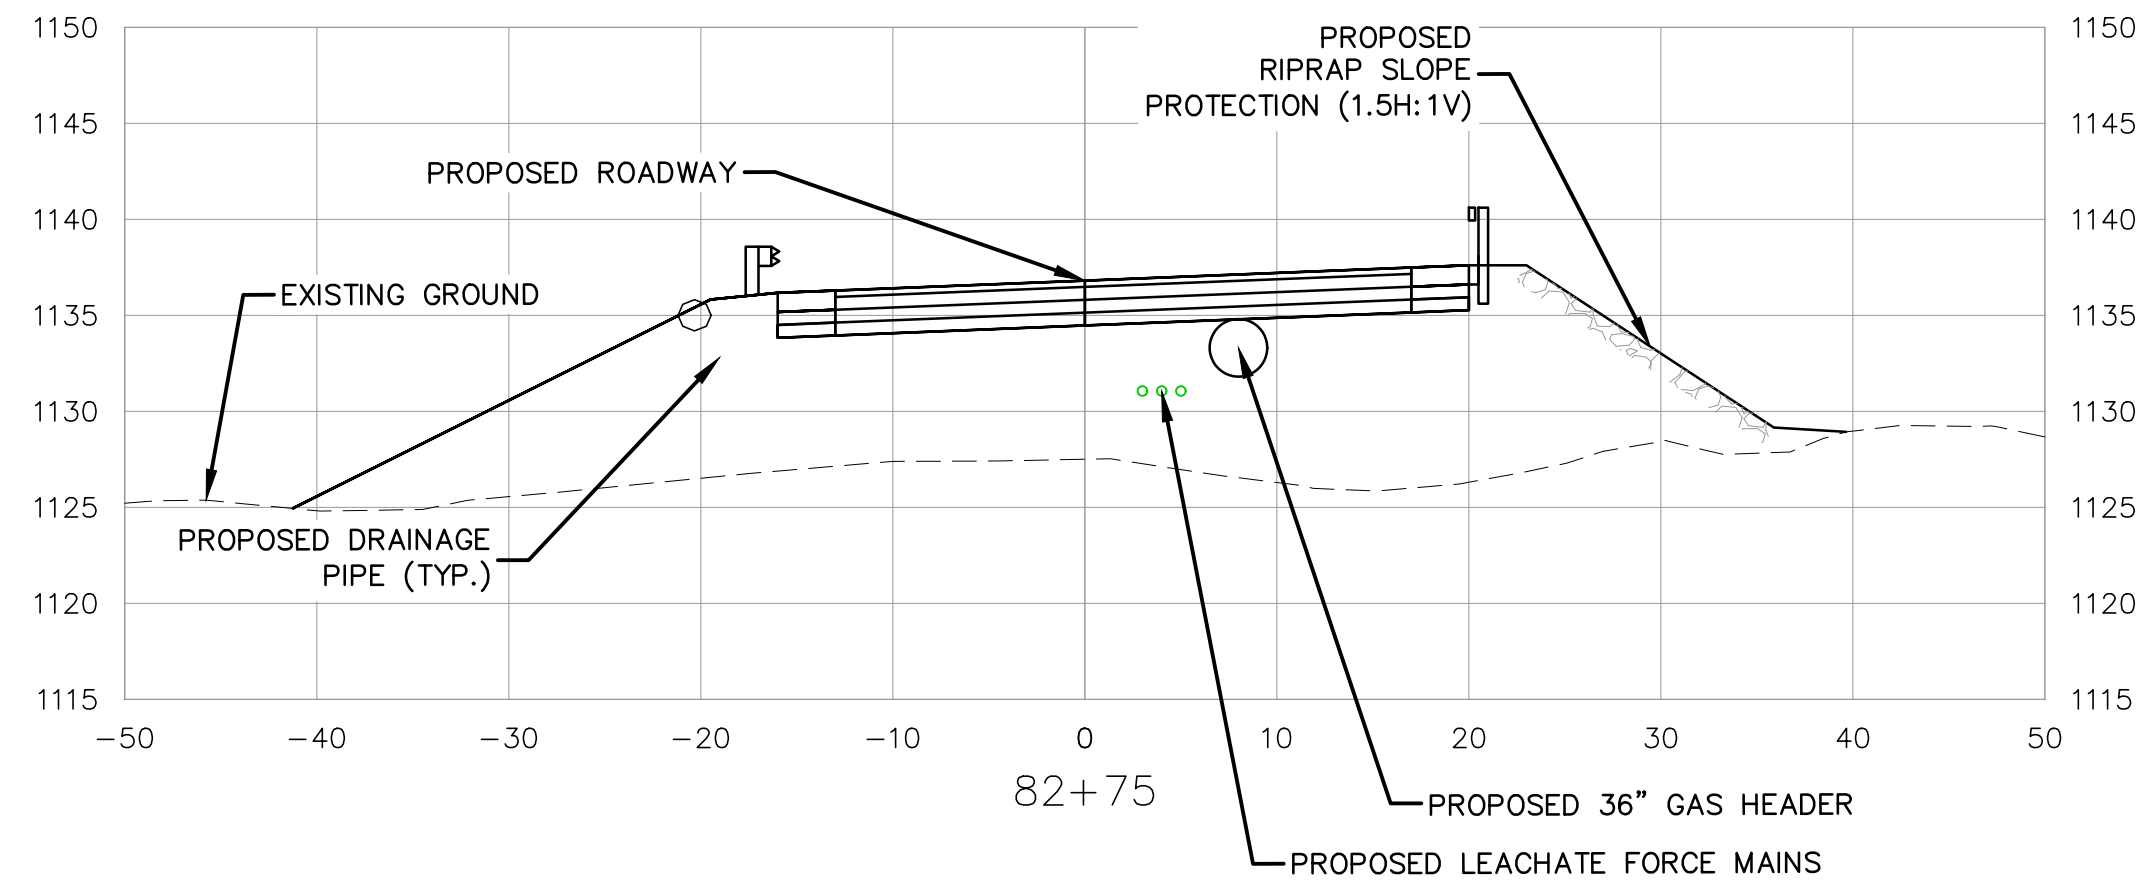 1150
1150
PROPOSED
RIPRAP SLOPE
PROTECTION (1.5H:1V)
1145
1145
PROPOSED ROADWAY
1140
1140
EXISTING GROUND
1135
1135
1130
1130
1125
1125
PROPOSED DRAINAGE
PIPE (TYP.)
1120
1120
1115
1115
-50 -40 -30 -20 -10 0 10 20 30 40 50
82+75
PROPOSED 36" GAS HEADER
PROPOSED LEACHATE FORCE MAINS